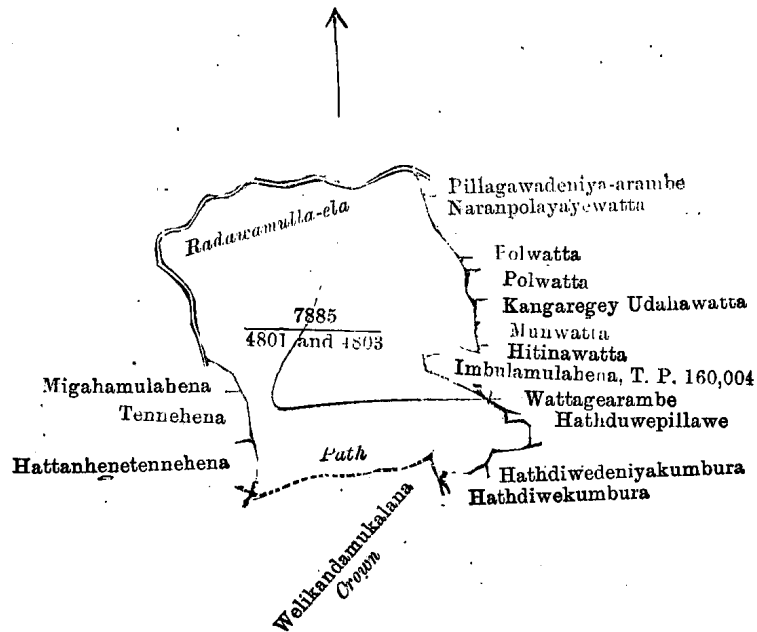 Pillagawadeniya-arambe
Naranpolayayewatta
Radawamulla-ela
Polwatta
Polwatta
Kangaregey Udahawatta
Munwatta
Hitinawatta
7885
4801 and 4803
Imbulamulahena, T. P. 160,004
Migahamulahena
Wattagearambe
Tennehena
Hathduwepillawe
Path
Hattanhenetennehena
Hathdiwedeniyakumbura
Hathdiwekumbura
Welikandamukalana
Crown